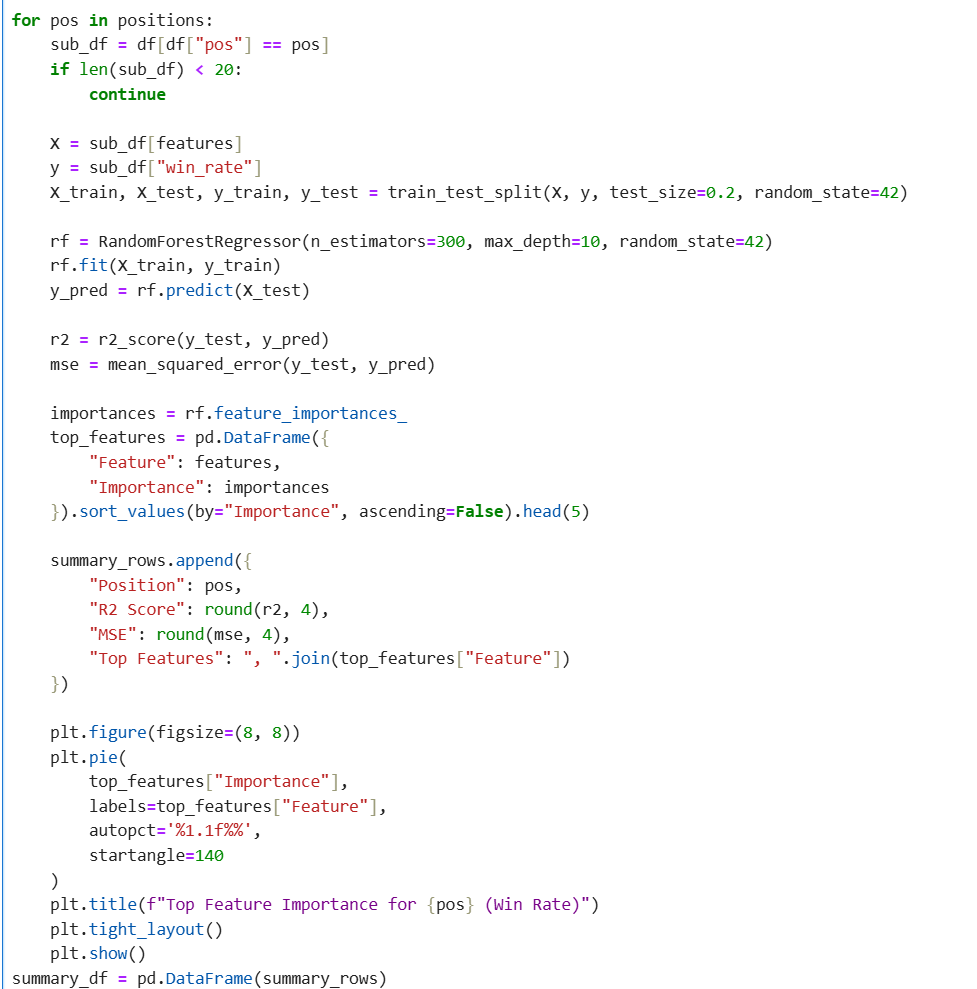 for pos in positions:
    sub_df = df[df["pos"] == pos]
    if len(sub_df) < 20:
        continue

    X = sub_df[features]
    y = sub_df["win_rate"]
    X_train, X_test, y_train, y_test = train_test_split(X, y, test_size=0.2, random_state=42)

    rf = RandomForestRegressor(n_estimators=300, max_depth=10, random_state=42)
    rf.fit(X_train, y_train)
    y_pred = rf.predict(X_test)

    r2 = r2_score(y_test, y_pred)
    mse = mean_squared_error(y_test, y_pred)

    importances = rf.feature_importances_
    top_features = pd.DataFrame({
        "Feature": features,
        "Importance": importances
    }).sort_values(by="Importance", ascending=False).head(5)

    summary_rows.append({
        "Position": pos,
        "R2 Score": round(r2, 4),
        "MSE": round(mse, 4),
        "Top Features": ", ".join(top_features["Feature"])
    })

    plt.figure(figsize=(8, 8))
    plt.pie(
        top_features["Importance"],
        labels=top_features["Feature"],
        autopct='%1.1f%%',
        startangle=140
    )
    plt.title(f"Top Feature Importance for {pos} (Win Rate)")
    plt.tight_layout()
    plt.show()
summary_df = pd.DataFrame(summary_rows)